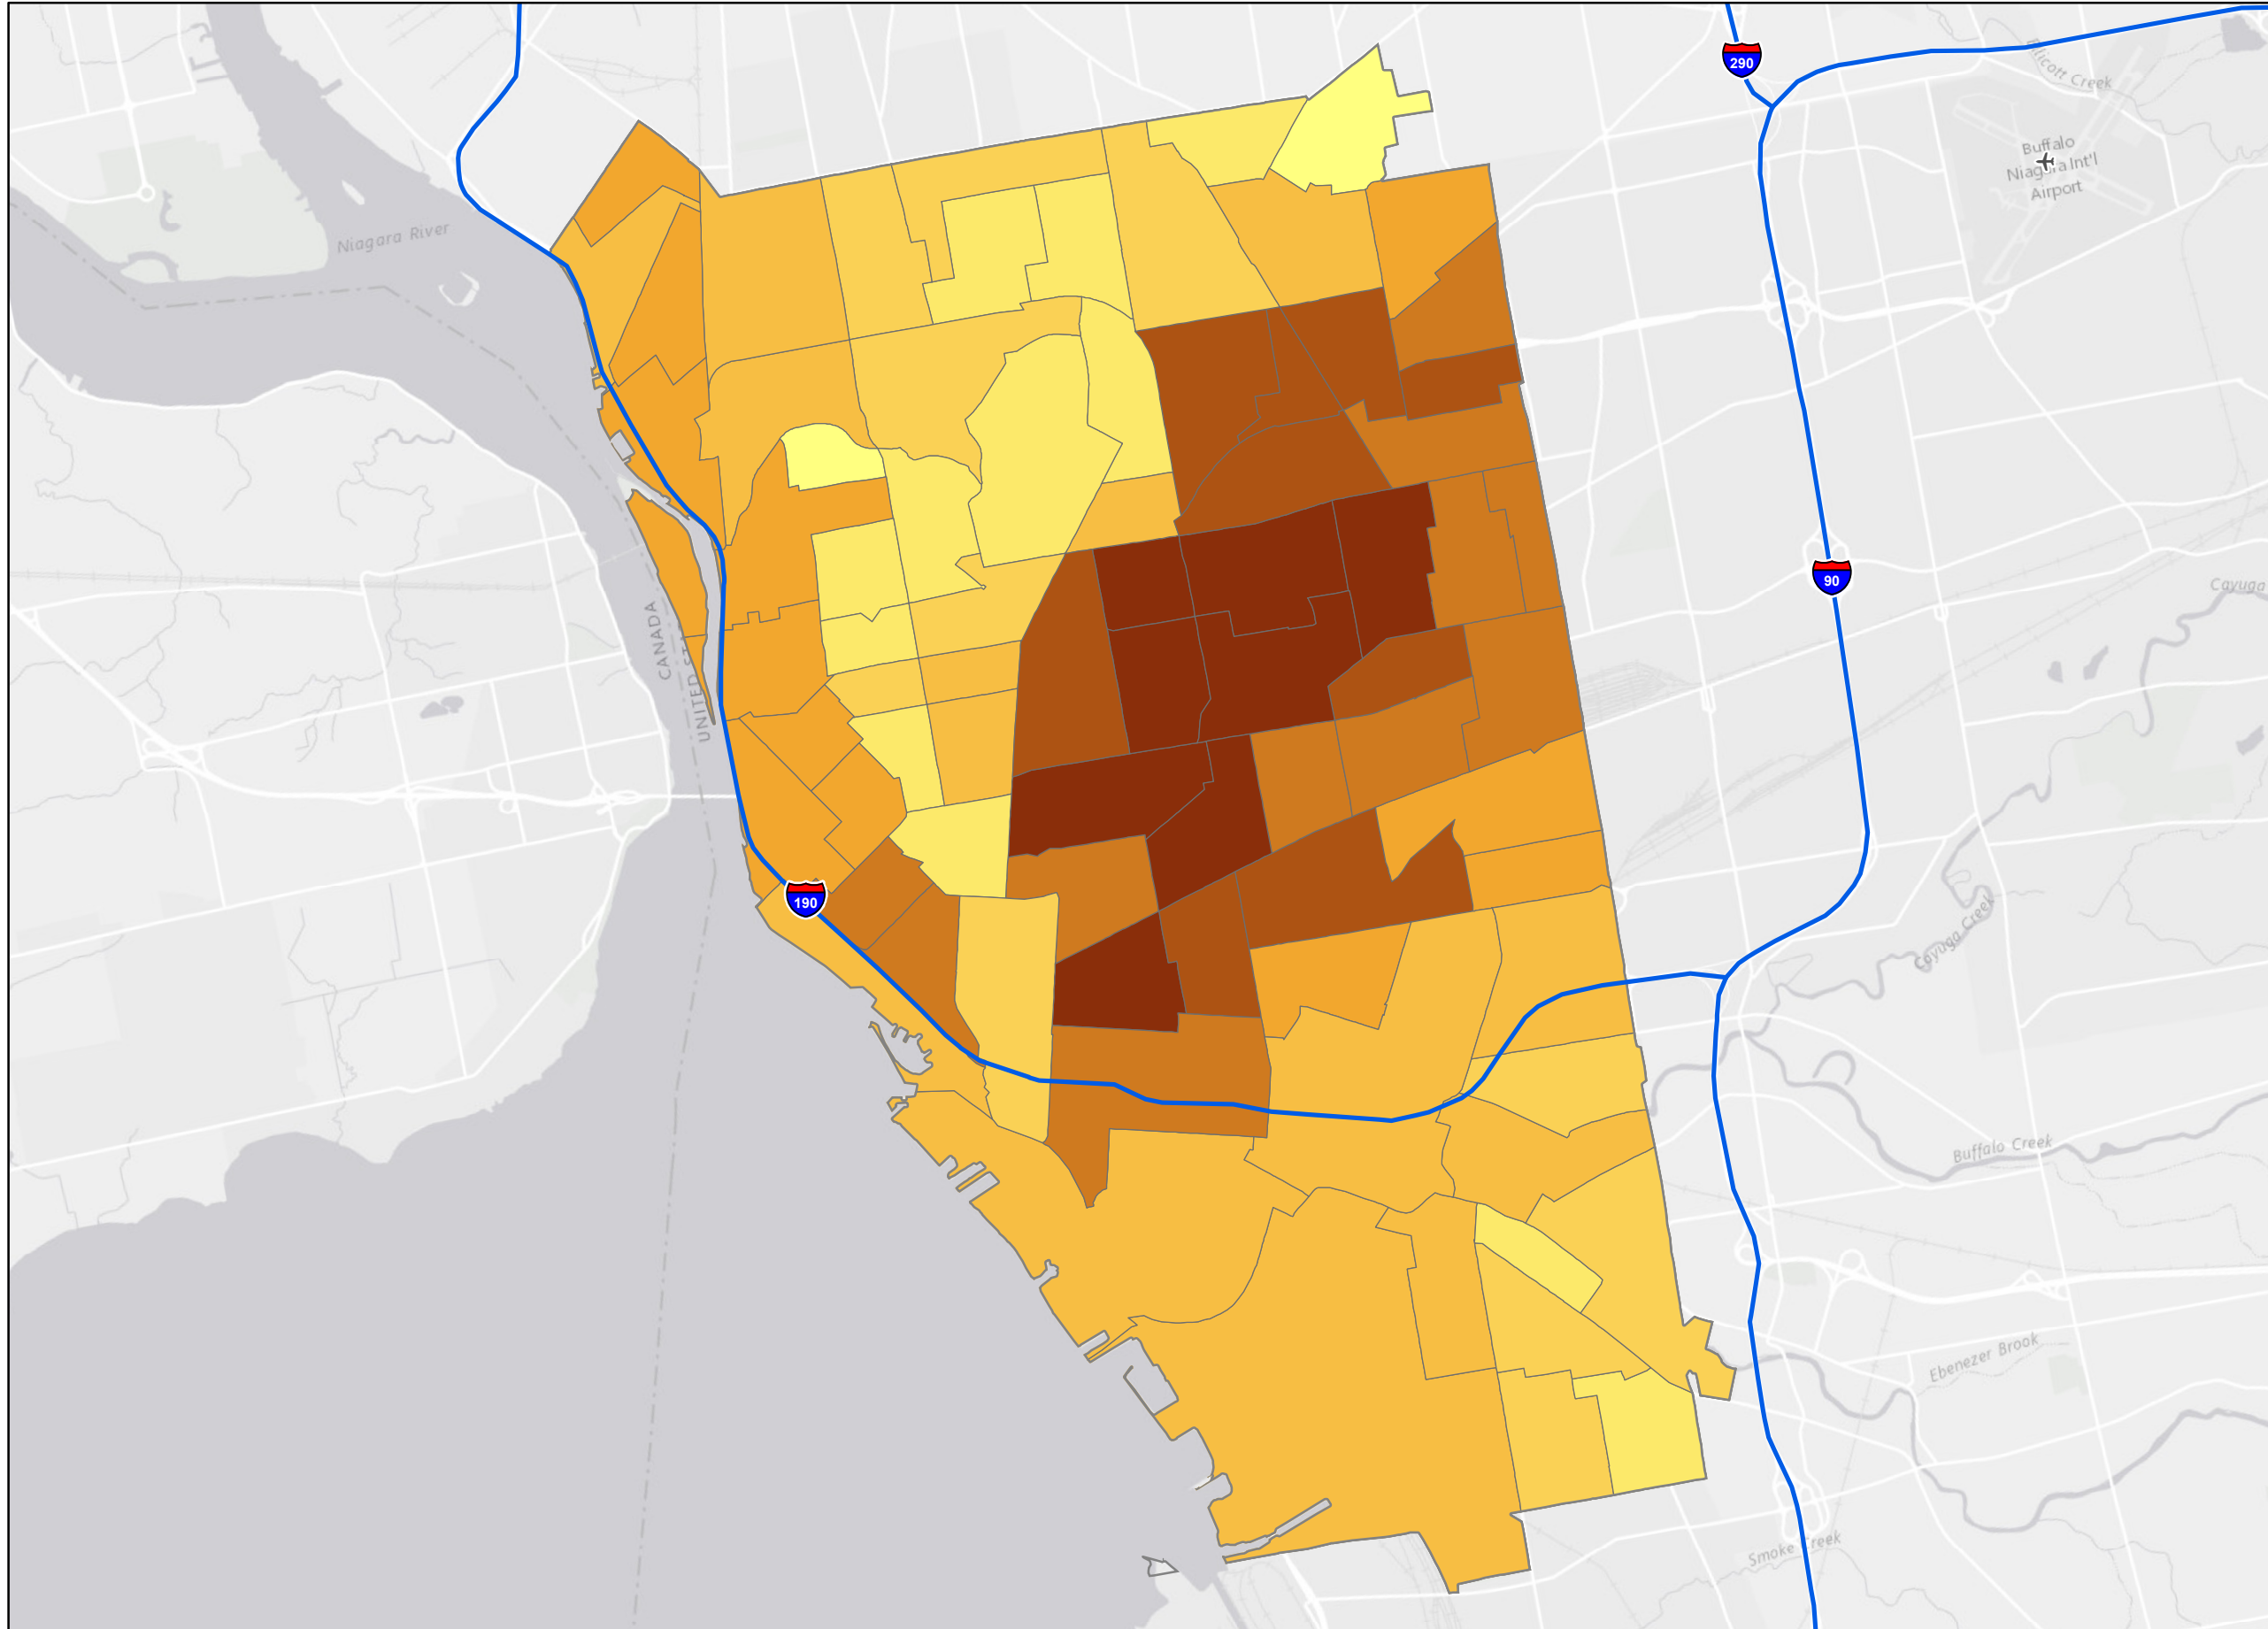 290
Ellicott Creek
Buffalo
Niagara Int'l
Airport
Niagara River
90
Cayuga
CANADA
UNITED ST
190
Cayuga Creek
Buffalo Creek
Ebenezer Brook
Smoke Creek